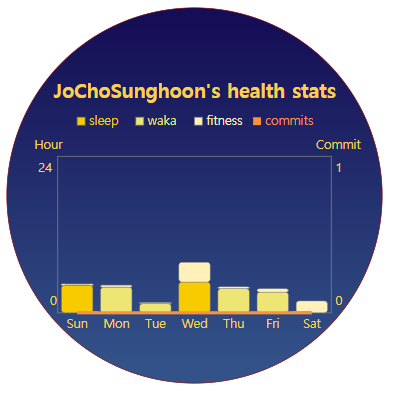 JoChoSunghoon's health stats
sleep waka fitness commits
Hour Commit
24 1
0 0
Sun Mon Tue Wed Thu Fri Sat